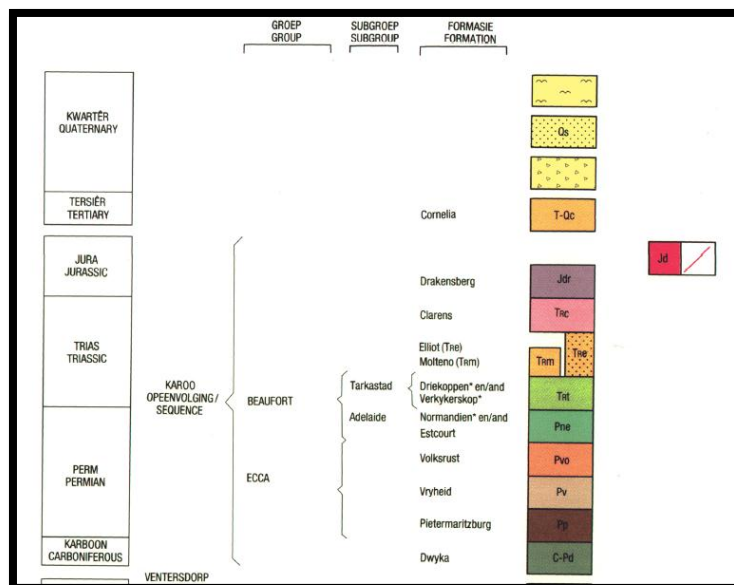 GROEP
GROUP
SUBGROEP
SUBGROUP
FORMASIE
FORMATION
KWARTÊR
QUATERNARY
Qs
TERSIÊR
TERTIARY
Cornelia
T-Qc
JURA
JURASSIC
Jd
Drakensberg
Jdr
Clarens
TRc
TRIAS
TRIASSIC
Elliot (TRe)
Molteno (TRm)
TRm
TRe
KAROO
OPEENVOLGING/
SEQUENCE
BEAUFORT
Tarkastad
Driekoppen* en/and
Verkykerskop*
TRt
Adelaide
Normandien* en/and
Estcourt
Pne
PERM
PERMIAN
ECCA
Volksrust
Pvo
Vryheid
Pv
Pietermaritzburg
Pp
KARBOON
CARBONIFEROUS
Dwyka
C-Pd
VENTERSDORP